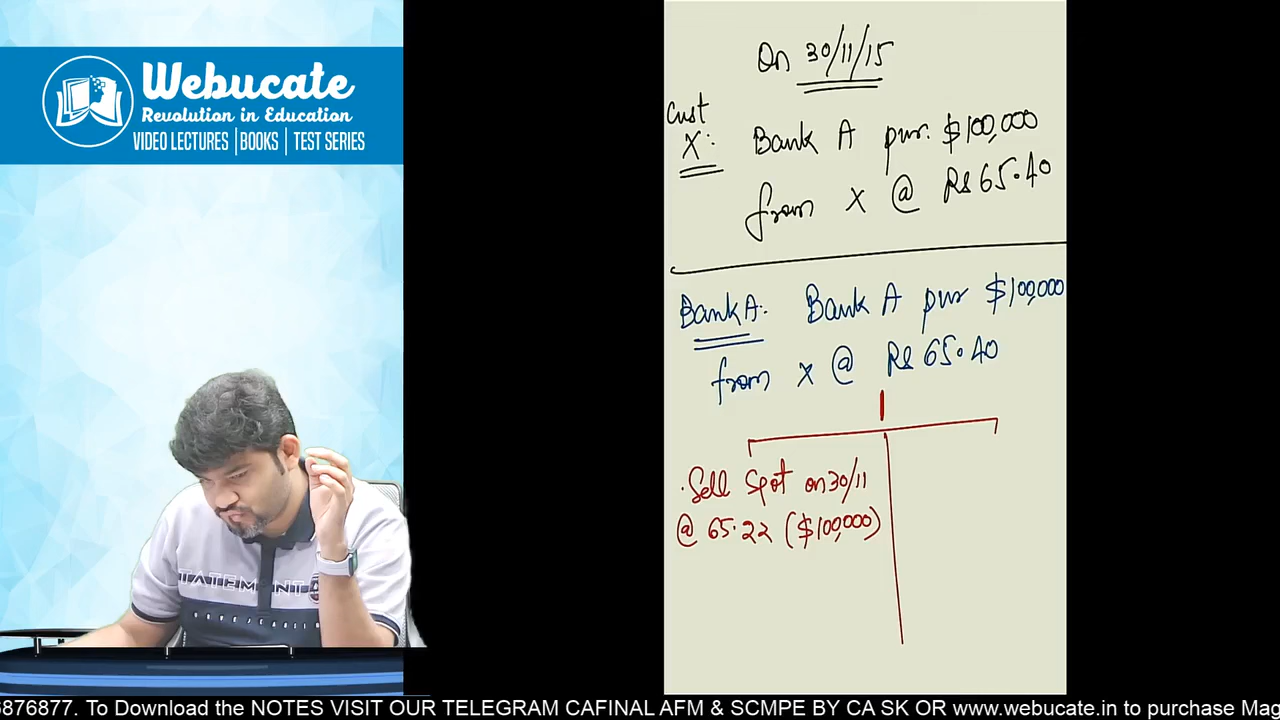 Webucate
Revolution in Education
VIDEO LECTURES | BOOKS | TEST SERIES
On 30/11/15
Cust
X: Bank A pur. $100,000
from X @ Rs 65.40
Bank A: Bank A pur $100,000
from X @ Rs 65.40
. Sell Spot on 30/11
@ 65.22 ($100,000)
6876877. To Download the NOTES VISIT OUR TELEGRAM CAFINAL AFM & SCMPE BY CA SK OR www.webucate.in to purchase Mag